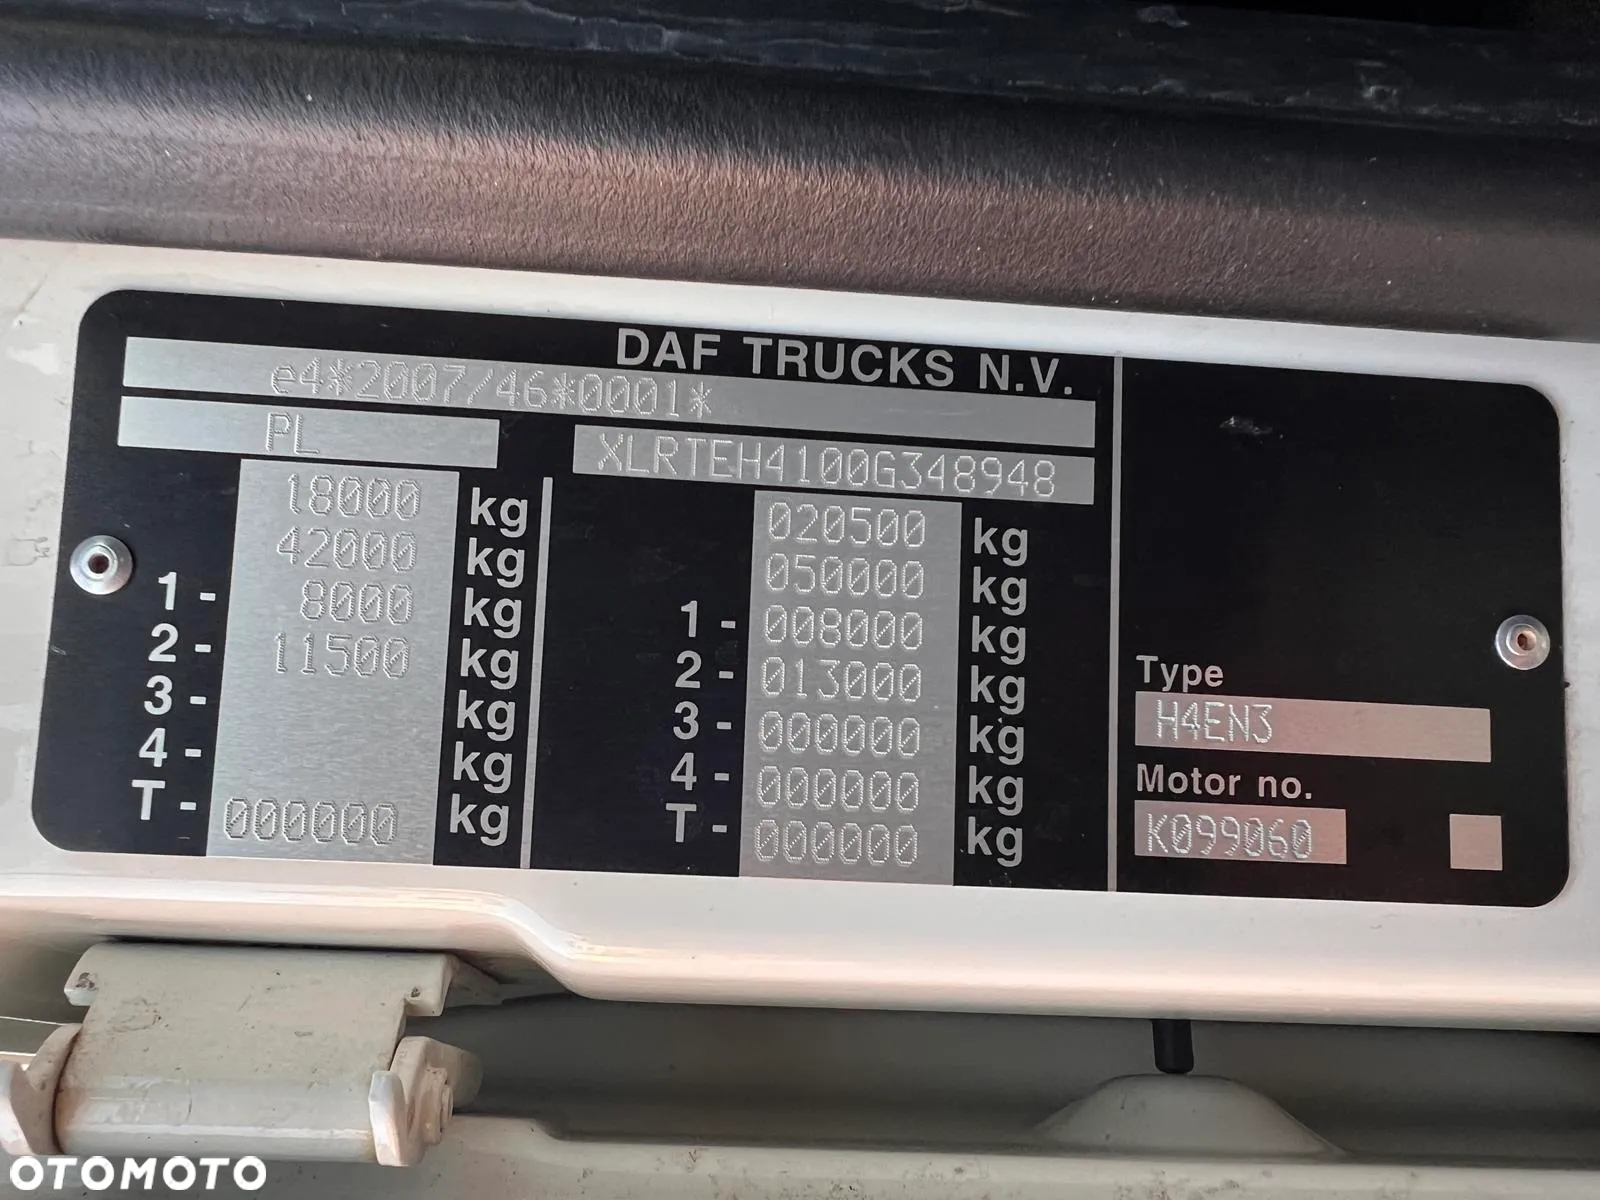 DAF TRUCKS N.V.
e4*2007/46*0001*
PL
XLRTEH4100G348948
18000 kg
42000 kg
1- 8000 kg
2- 11500 kg
3- kg
4- kg
T- 000000 kg
020500 kg
050000 kg
1- 008000 kg
2- 013000 kg
3- 000000 kg
4- 000000 kg
T- 000000 kg
Type
H4EN3
Motor no.
K099060
OTOMOTO